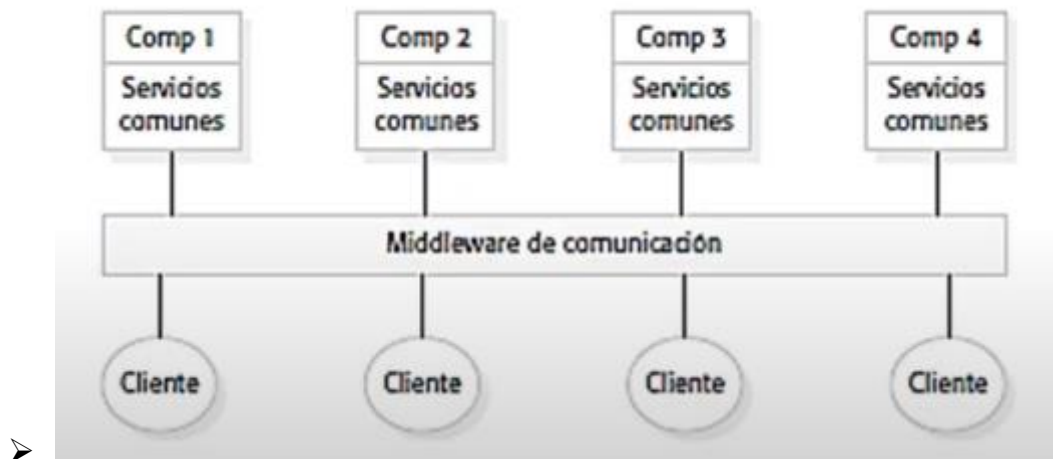 Comp 1
Servicios
comunes
Comp 2
Servicios
comunes
Comp 3
Servicios
comunes
Comp 4
Servicios
comunes
Middleware de comunicación
Cliente
Cliente
Cliente
Cliente